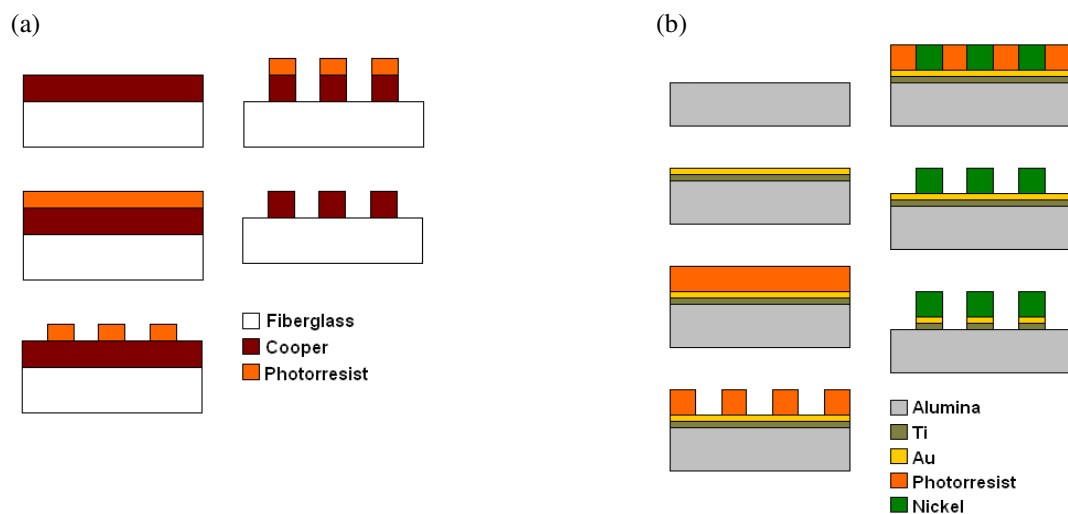 (a)
Fiberglass
Cooper
Photorresist
(b)
Alumina
Ti
Au
Photorresist
Nickel